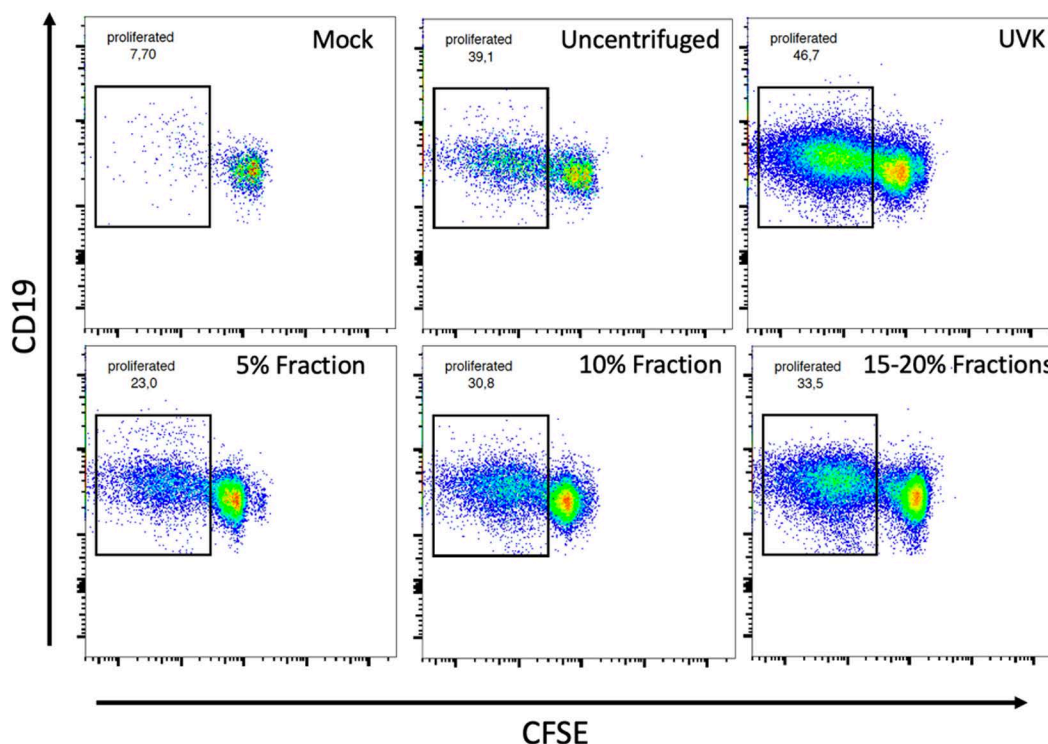 Mock
proliferated
7,70
Uncentrifuged
proliferated
39,1
UVK
proliferated
46,7
5% Fraction
proliferated
23,0
10% Fraction
proliferated
30,8
15-20% Fractions
proliferated
33,5
CD19
CFSE